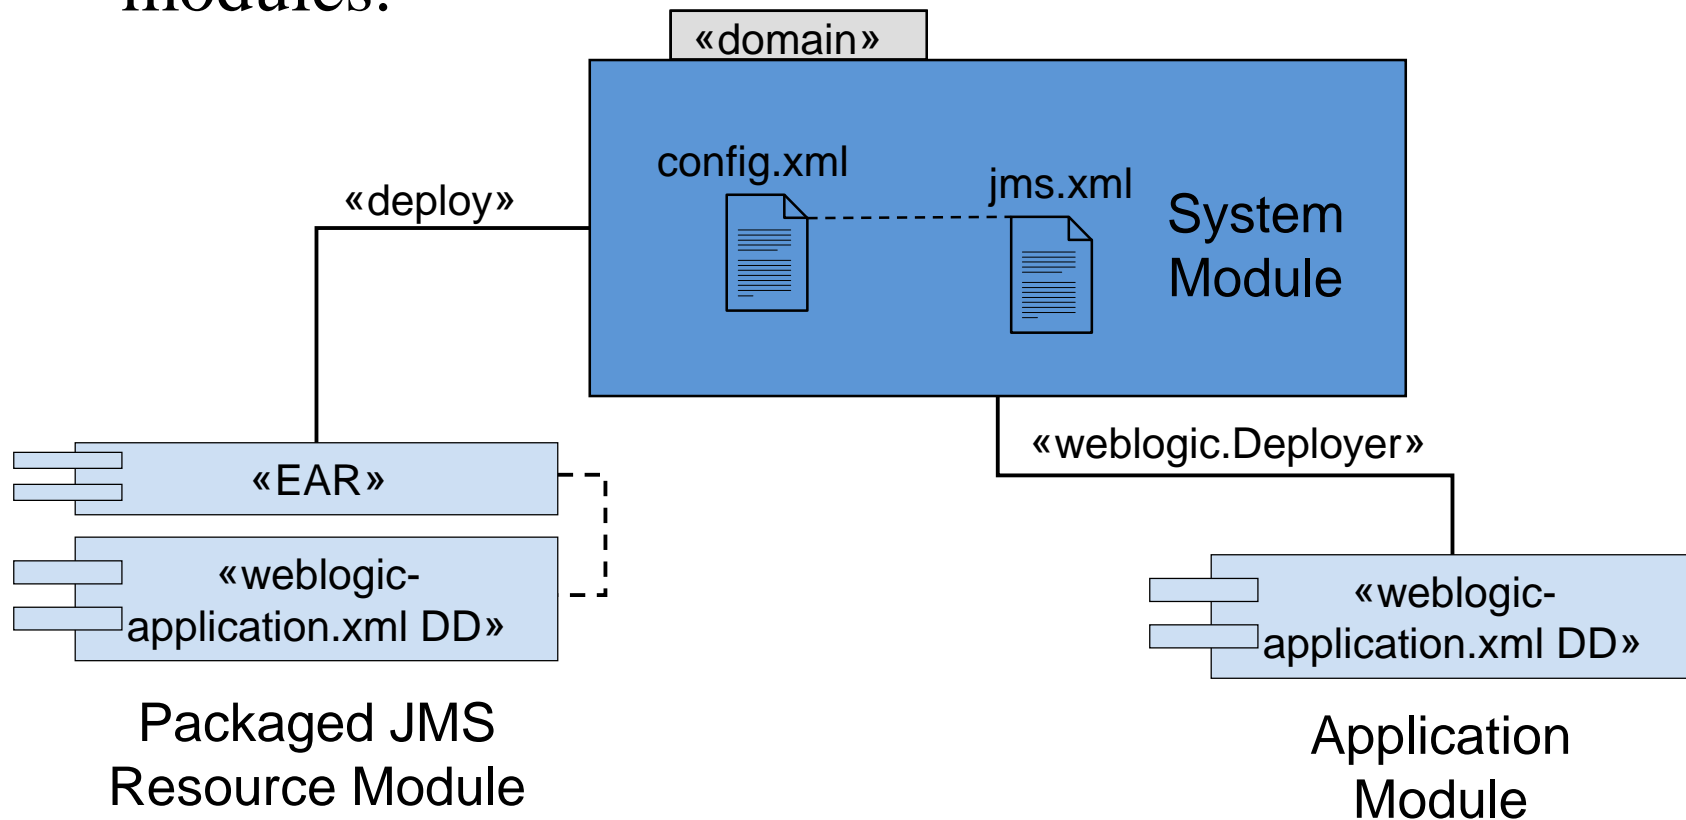 modules.
«domain»
config.xml
jms.xml
System
Module
«deploy»
«weblogic.Deployer»
«EAR»
«weblogic-
application.xml DD»
Packaged JMS
Resource Module
«weblogic-
application.xml DD»
Application
Module